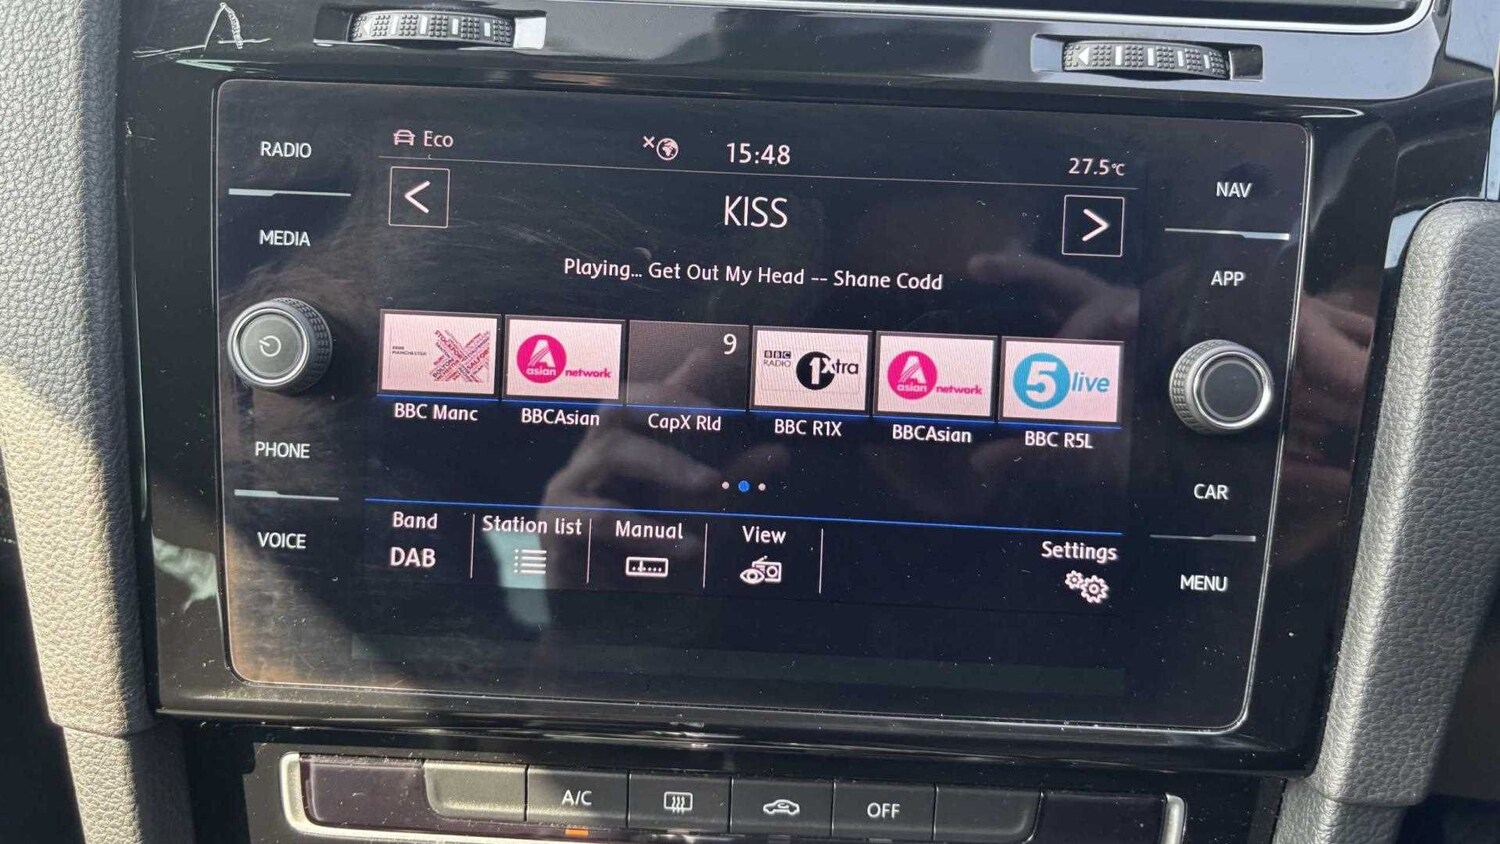 A
RADIO
MEDIA
PHONE
VOICE
Eco
15:48
27.5°C
KISS
Playing... Get Out My Head -- Shane Codd
asian network
9
BBC RADIO 1Xtra
asian network
5 live
BBC Manc
BBCAsian
CapX Rld
BBC R1X
BBCAsian
BBC R5L
Band
DAB
Station list
Manual
View
Settings
NAV
APP
CAR
MENU
A/C
OFF